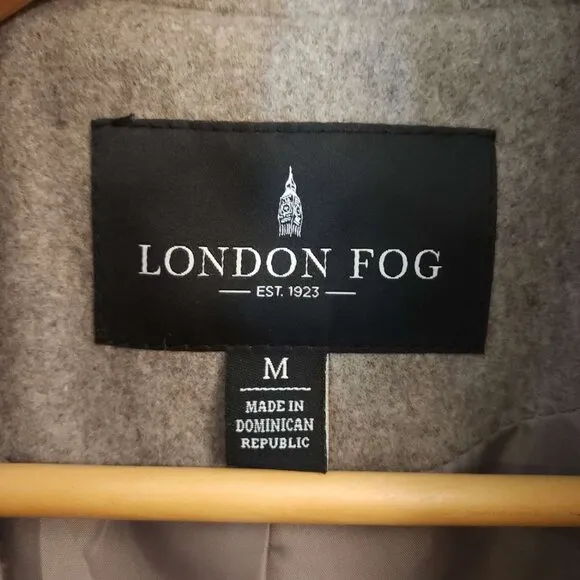 LONDON FOG
EST. 1923
M
MADE IN
DOMINICAN
REPUBLIC